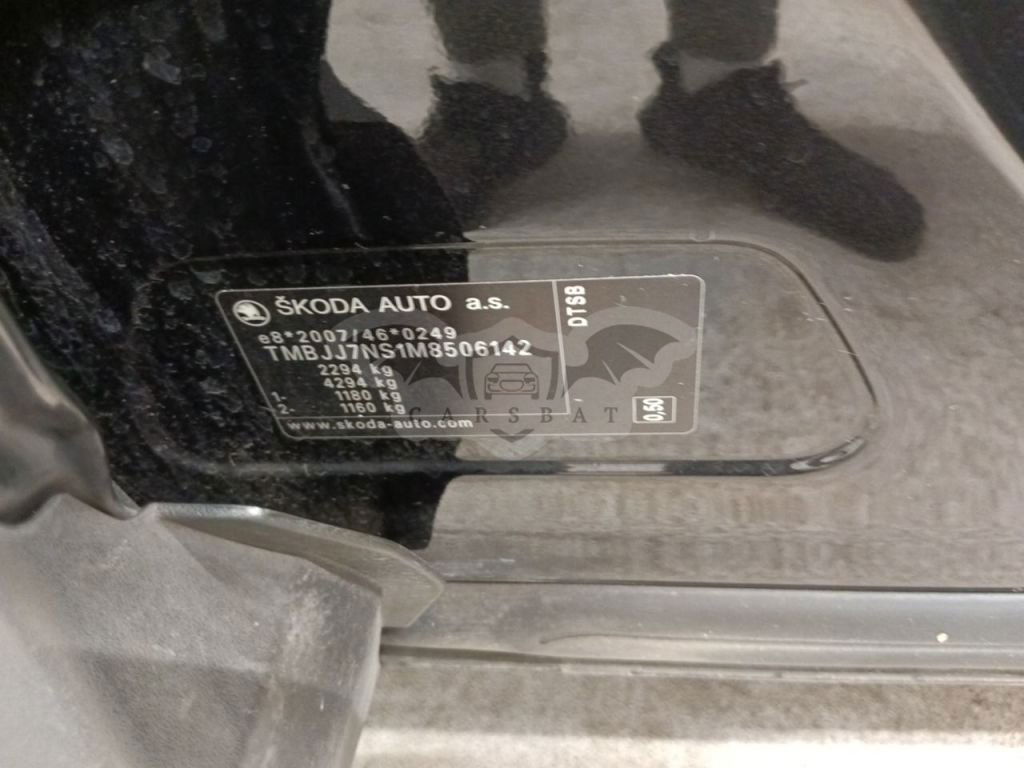 ŠKODA AUTO a.s.
e8*2007/46*0249
TMBJJ7NS1M8506142
2294 kg
4294 kg
1- 1180 kg
2- 1160 kg
www.skoda-auto.com
DTSB
0,50
CARSBAT